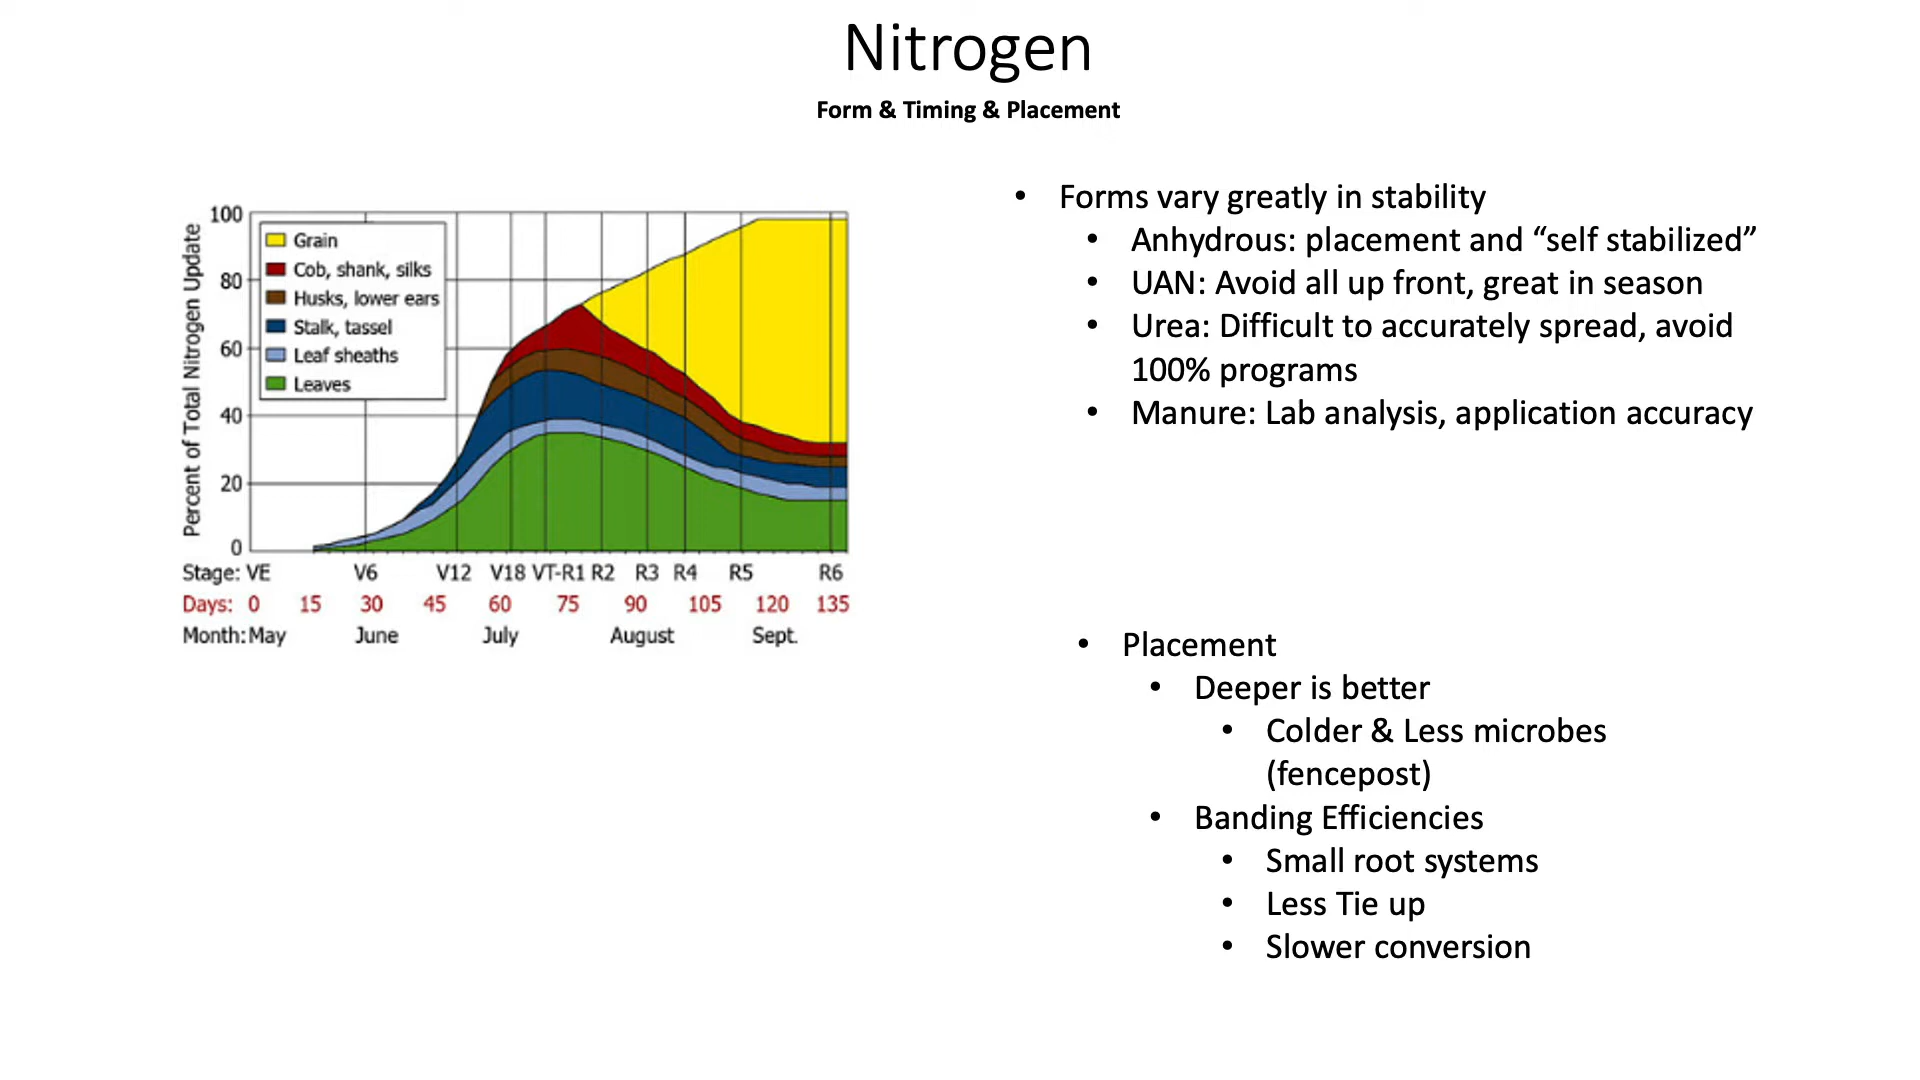 Nitrogen
Form & Timing & Placement
Percent of Total Nitrogen Update
100
80
60
40
20
0
Grain
Cob, shank, silks
Husks, lower ears
Stalk, tassel
Leaf sheaths
Leaves
Stage: VE V6 V12 V18 VT-R1 R2 R3 R4 R5 R6
Days: 0 15 30 45 60 75 90 105 120 135
Month: May June July August Sept.
• Forms vary greatly in stability
• Anhydrous: placement and “self stabilized”
• UAN: Avoid all up front, great in season
• Urea: Difficult to accurately spread, avoid
100% programs
• Manure: Lab analysis, application accuracy
• Placement
• Deeper is better
• Colder & Less microbes
(fencepost)
• Banding Efficiencies
• Small root systems
• Less Tie up
• Slower conversion